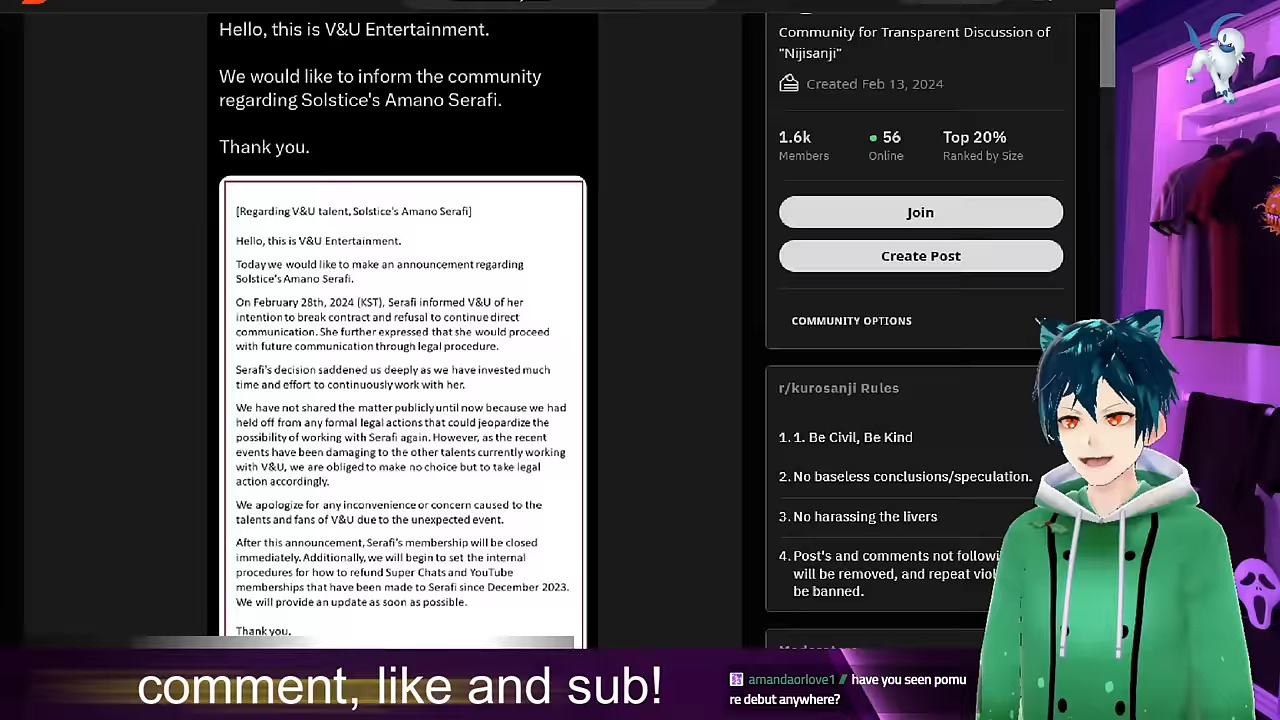 Hello, this is V&U Entertainment.
We would like to inform the community
regarding Solstice's Amano Serafi.
Thank you.
[Regarding V&U talent, Solstice's Amano Serafi]
Hello, this is V&U Entertainment.
Today we would like to make an announcement regarding
Solstice's Amano Serafi.
On February 28th, 2024 (KST), Serafi informed V&U of her
intention to break contract and refusal to continue direct
communication. She further expressed that she would proceed
with future communication through legal procedure.
Serafi's decision saddened us deeply as we have invested much
time and effort to continuously work with her.
We have not shared the matter publicly until now because we had
held off from any formal legal actions that could jeopardize the
possibility of working with Serafi again. However, as the recent
events have been damaging to the other talents currently working
with V&U, we are obliged to make no choice but to take legal
action accordingly.
We apologize for any inconvenience or concern caused to the
talents and fans of V&U due to the unexpected event.
After this announcement, Serafi's membership will be closed
immediately. Additionally, we will begin to set the internal
procedures for how to refund Super Chats and YouTube
memberships that have been made to Serafi since December 2023.
We will provide an update as soon as possible.
Thank you.
Community for Transparent Discussion of
"Nijisanji"
Created Feb 13, 2024
1.6k 56 Top 20%
Members Online Ranked by Size
Join
Create Post
COMMUNITY OPTIONS
r/kurosanji Rules
1. 1. Be Civil, Be Kind
2. No baseless conclusions/speculation.
3. No harassing the livers
4. Post's and comments not followi
will be removed, and repeat viol
be banned.
comment, like and sub!
amandaorlove1 // have you seen pomu
re debut anywhere?